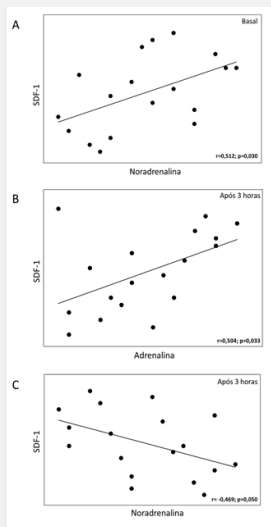 A
Basal
SDF-1
r=0,512; p=0,030
Noradrenalina
B
Após 3 horas
SDF-1
r=0,504; p=0,033
Adrenalina
C
Após 3 horas
SDF-1
r= -0,469; p=0,050
Noradrenalina